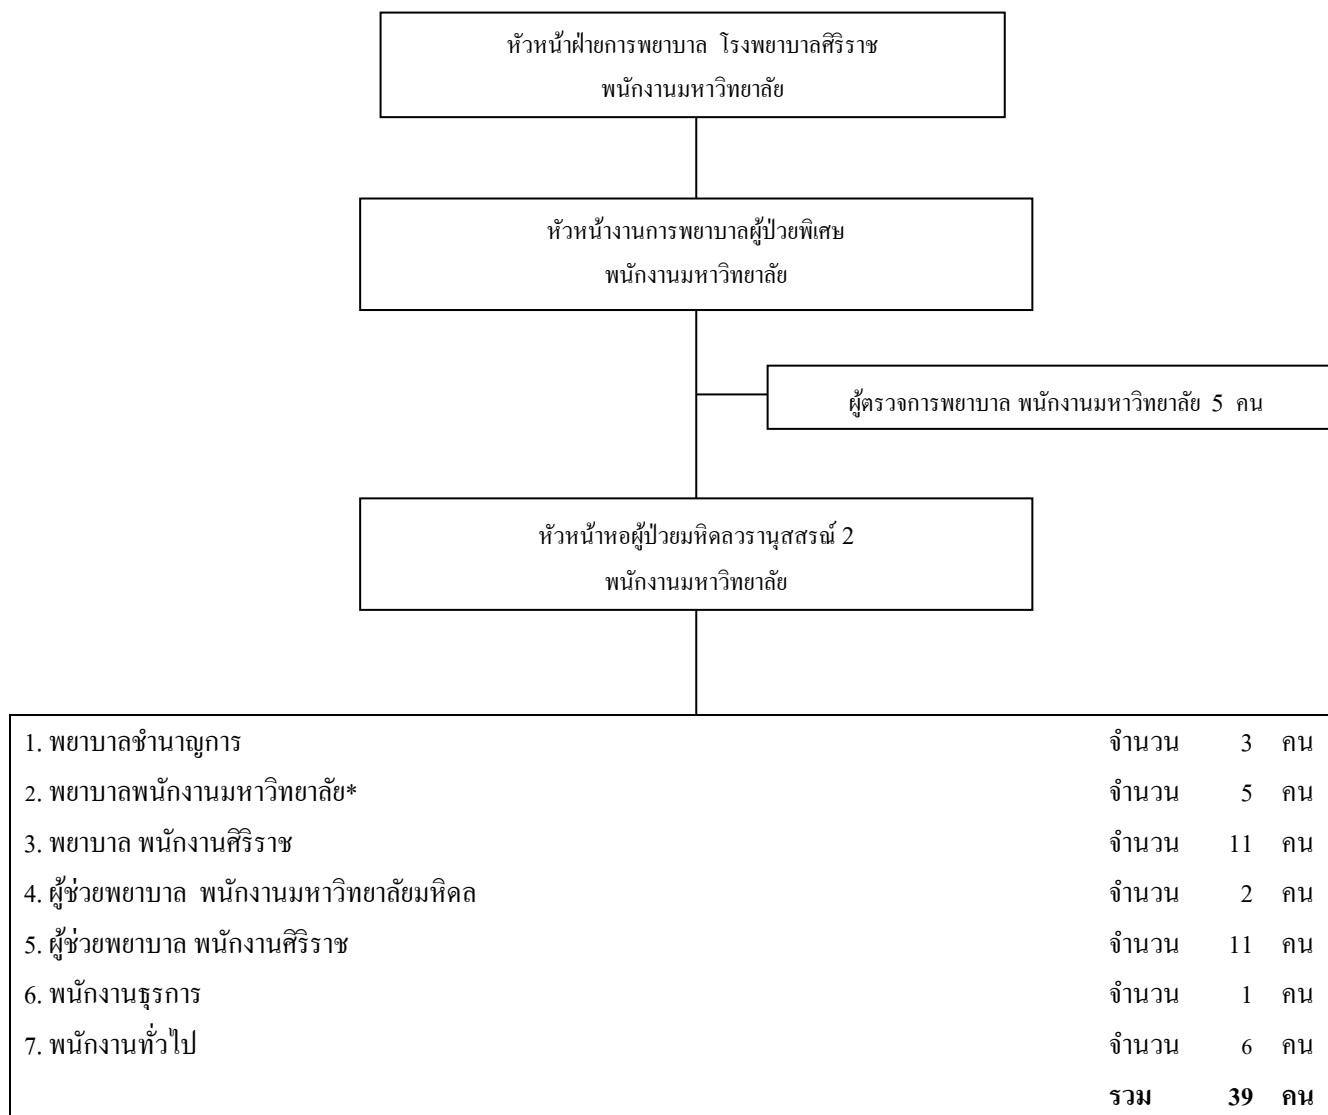 หัวหน้าฝ่ายการพยาบาล โรงพยาบาลศิริราช
พนักงานมหาวิทยาลัย
หัวหน้างานการพยาบาลผู้ป่วยพิเศษ
พนักงานมหาวิทยาลัย
ผู้ตรวจการพยาบาล พนักงานมหาวิทยาลัย 5 คน
หัวหน้าหอผู้ป่วยมหิดลวรานุสสรณ์ 2
พนักงานมหาวิทยาลัย
1. พยาบาลชำนาญการ จำนวน 3 คน
2. พยาบาลพนักงานมหาวิทยาลัย* จำนวน 5 คน
3. พยาบาล พนักงานศิริราช จำนวน 11 คน
4. ผู้ช่วยพยาบาล พนักงานมหาวิทยาลัยมหิดล จำนวน 2 คน
5. ผู้ช่วยพยาบาล พนักงานศิริราช จำนวน 11 คน
6. พนักงานธุรการ จำนวน 1 คน
7. พนักงานทั่วไป จำนวน 6 คน
รวม 39 คน